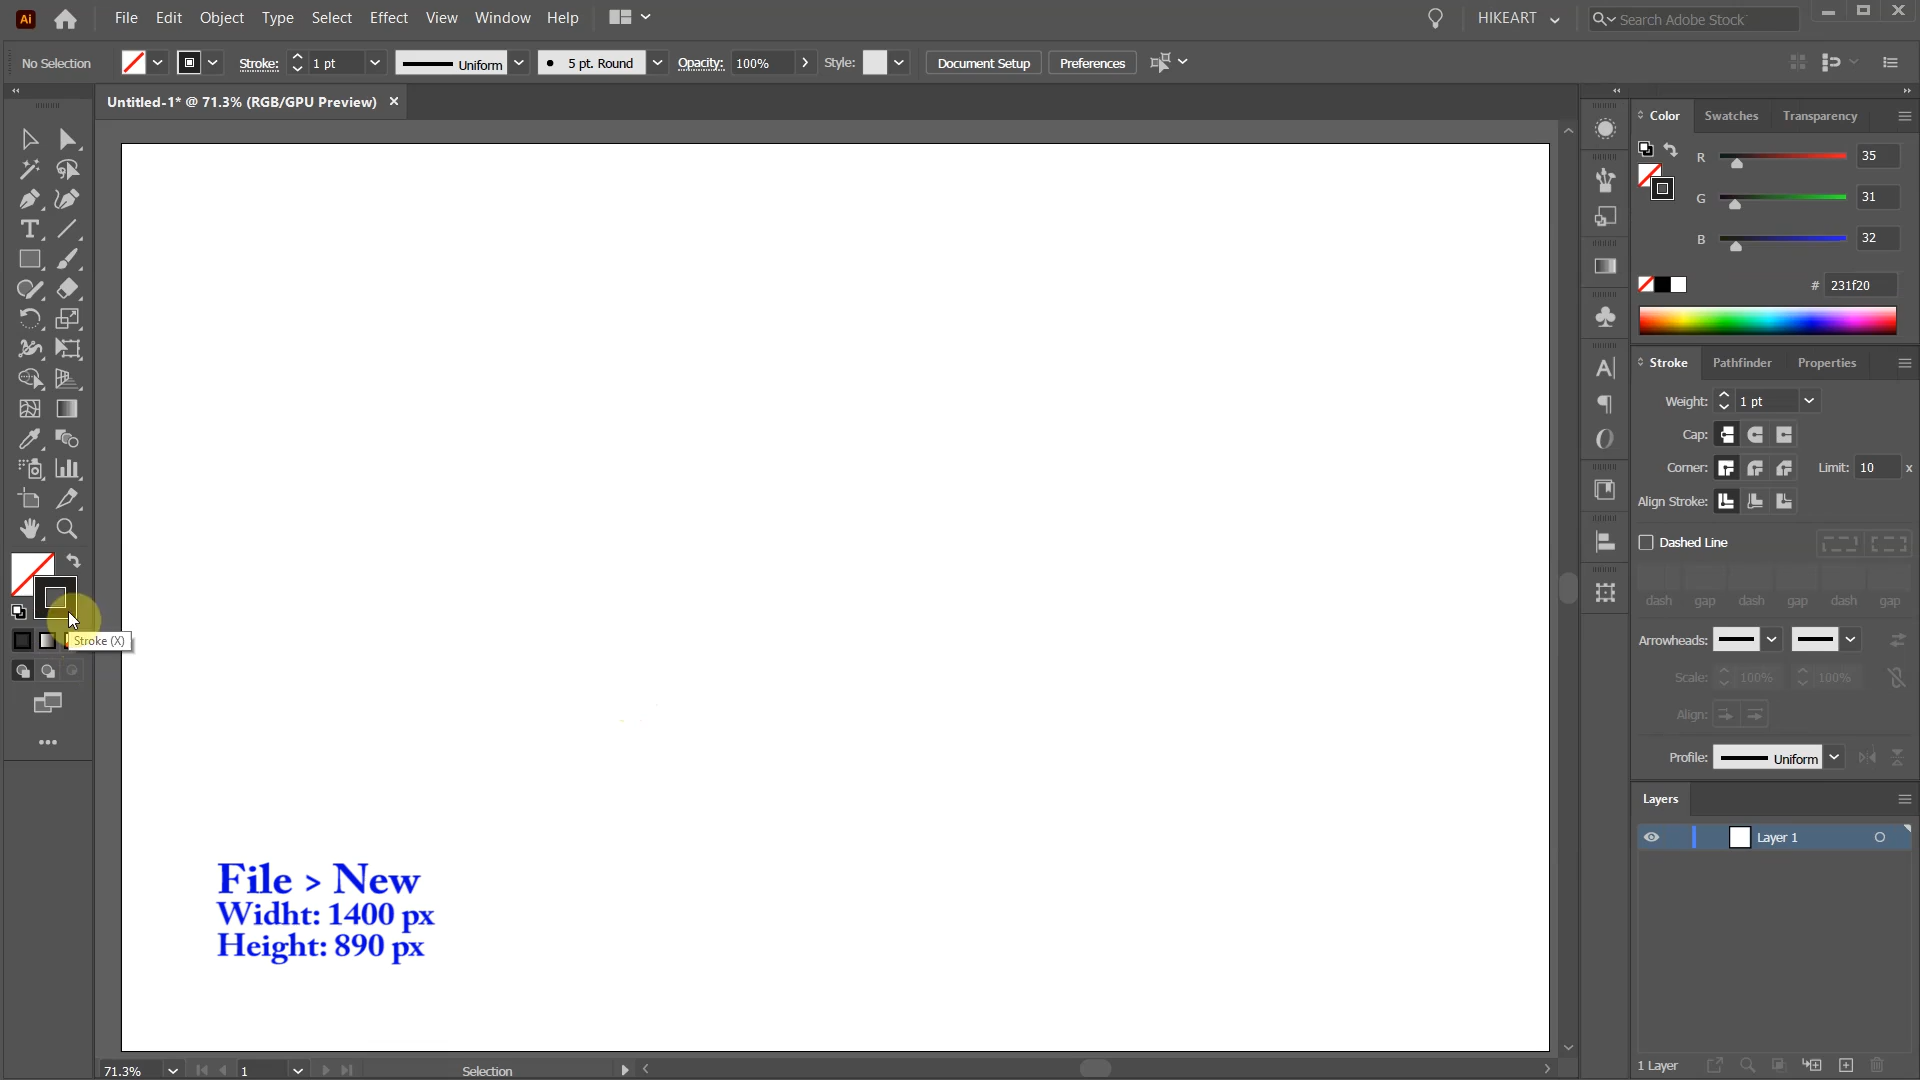 Ai
File Edit Object Type Select Effect View Window Help
HIKEART
Search Adobe Stock
No Selection
Stroke: 1 pt
Uniform
5 pt. Round
Opacity: 100%
Style:
Document Setup
Preferences
Untitled-1* @ 71.3% (RGB/GPU Preview)
Color Swatches Transparency
R 35
G 31
B 32
# 231f20
Stroke Pathfinder Properties
Weight: 1 pt
Cap:
Corner: Limit: 10 x
Align Stroke:
Dashed Line
dash gap dash gap dash gap
Arrowheads:
Scale: 100% 100%
Align:
Profile: Uniform
Stroke (X)
Layers
Layer 1
File > New
Widht: 1400 px
Height: 890 px
71.3% 1 Selection
1 Layer